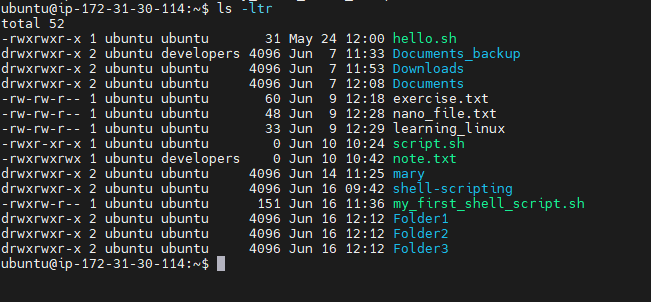 ubuntu@ip-172-31-30-114:~$ ls -ltr
total 52
-rwxrwxr-x 1 ubuntu ubuntu 31 May 24 12:00 hello.sh
drwxrwxr-x 2 ubuntu developers 4096 Jun 7 11:33 Documents_backup
drwxrwxr-x 2 ubuntu ubuntu 4096 Jun 7 11:53 Downloads
drwxrwxr-x 2 ubuntu ubuntu 4096 Jun 7 12:08 Documents
-rw-rw-r-- 1 ubuntu ubuntu 60 Jun 9 12:18 exercise.txt
-rw-rw-r-- 1 ubuntu ubuntu 48 Jun 9 12:28 nano_file.txt
-rw-rw-r-- 1 ubuntu ubuntu 33 Jun 9 12:29 learning_linux
-rwxr-xr-x 1 ubuntu ubuntu 0 Jun 10 10:24 script.sh
-rwxrwxrwx 1 ubuntu developers 0 Jun 10 10:42 note.txt
drwxrwxr-x 2 ubuntu ubuntu 4096 Jun 14 11:25 mary
drwxrwxr-x 2 ubuntu ubuntu 4096 Jun 16 09:42 shell-scripting
-rwxrw-r-- 1 ubuntu ubuntu 151 Jun 16 11:36 my_first_shell_script.sh
drwxrwxr-x 2 ubuntu ubuntu 4096 Jun 16 12:12 Folder1
drwxrwxr-x 2 ubuntu ubuntu 4096 Jun 16 12:12 Folder2
drwxrwxr-x 2 ubuntu ubuntu 4096 Jun 16 12:12 Folder3
ubuntu@ip-172-31-30-114:~$